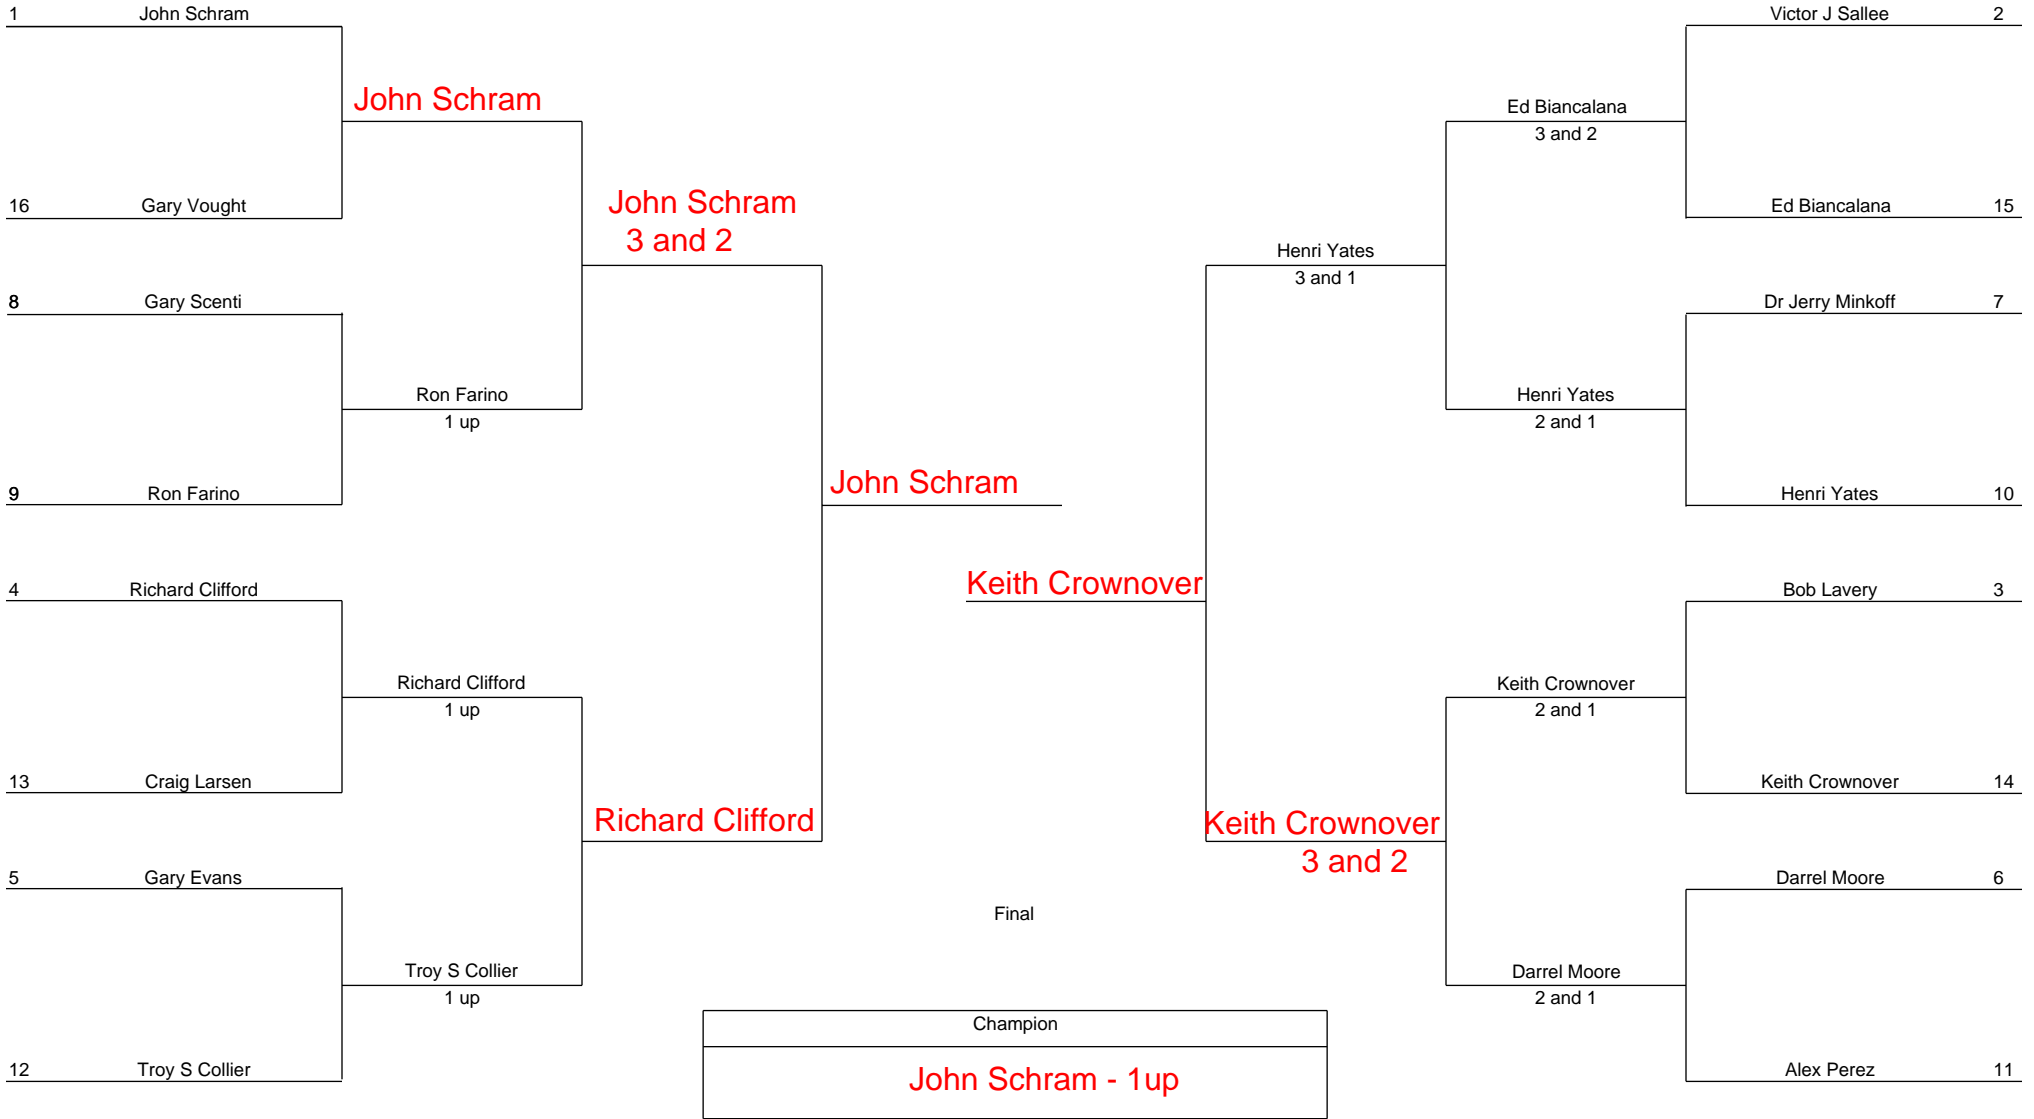 1 John Schram
Victor J Sallee 2
John Schram
Ed Biancalana
3 and 2
16 Gary Vought
John Schram
3 and 2
Ed Biancalana 15
Henri Yates
3 and 1
8 Gary Scenti
Dr Jerry Minkoff 7
Ron Farino
1 up
Henri Yates
2 and 1
9 Ron Farino
John Schram
Henri Yates 10
4 Richard Clifford
Keith Crownover
Bob Lavery 3
Richard Clifford
1 up
Keith Crownover
2 and 1
13 Craig Larsen
Keith Crownover 14
Richard Clifford
Keith Crownover
3 and 2
5 Gary Evans
Darrel Moore 6
Final
Troy S Collier
1 up
Darrel Moore
2 and 1
Champion
12 Troy S Collier
John Schram - 1up
Alex Perez 11